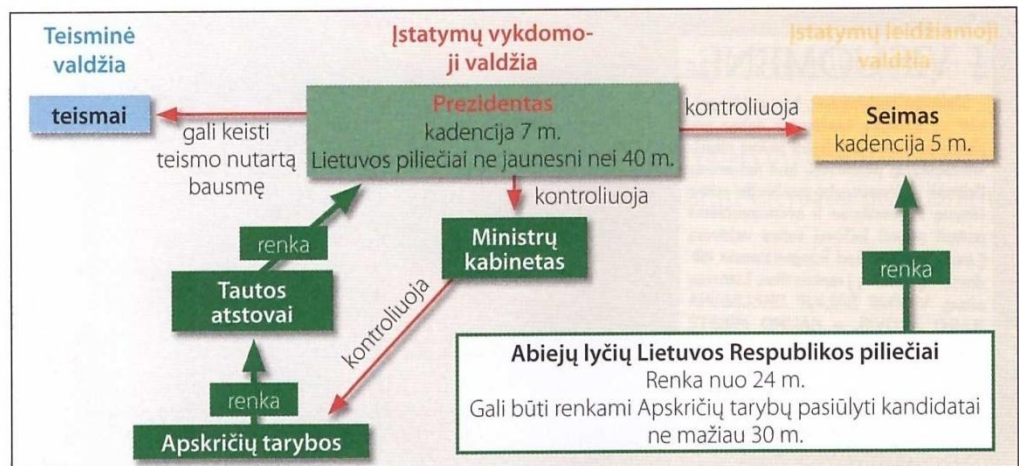 Teisminė
valdžia
Įstatymų vykdomo-
ji valdžia
Įstatymų leidžiamoji
valdžia
teismai
gali keisti
teismo nutartą
bausmę
Prezidentas
kadencija 7 m.
Lietuvos piliečiai ne jaunesni nei 40 m.
kontroliuoja
Seimas
kadencija 5 m.
kontroliuoja
renka
Ministrų
kabinetas
renka
Tautos
atstovai
kontroliuoja
renka
Apskričių tarybos
Abiejų lyčių Lietuvos Respublikos piliečiai
Renka nuo 24 m.
Gali būti renkami Apskričių tarybų pasiūlyti kandidatai
ne mažiau 30 m.